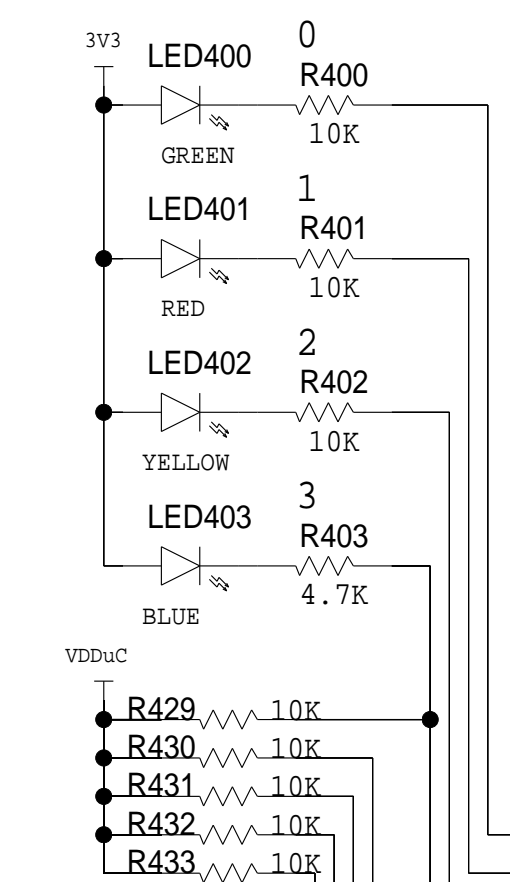 3V3
LED400
0
R400
10K
GREEN
LED401
1
R401
10K
RED
LED402
2
R402
10K
YELLOW
LED403
3
R403
4.7K
BLUE
VDDuC
R429 10K
R430 10K
R431 10K
R432 10K
R433 10K